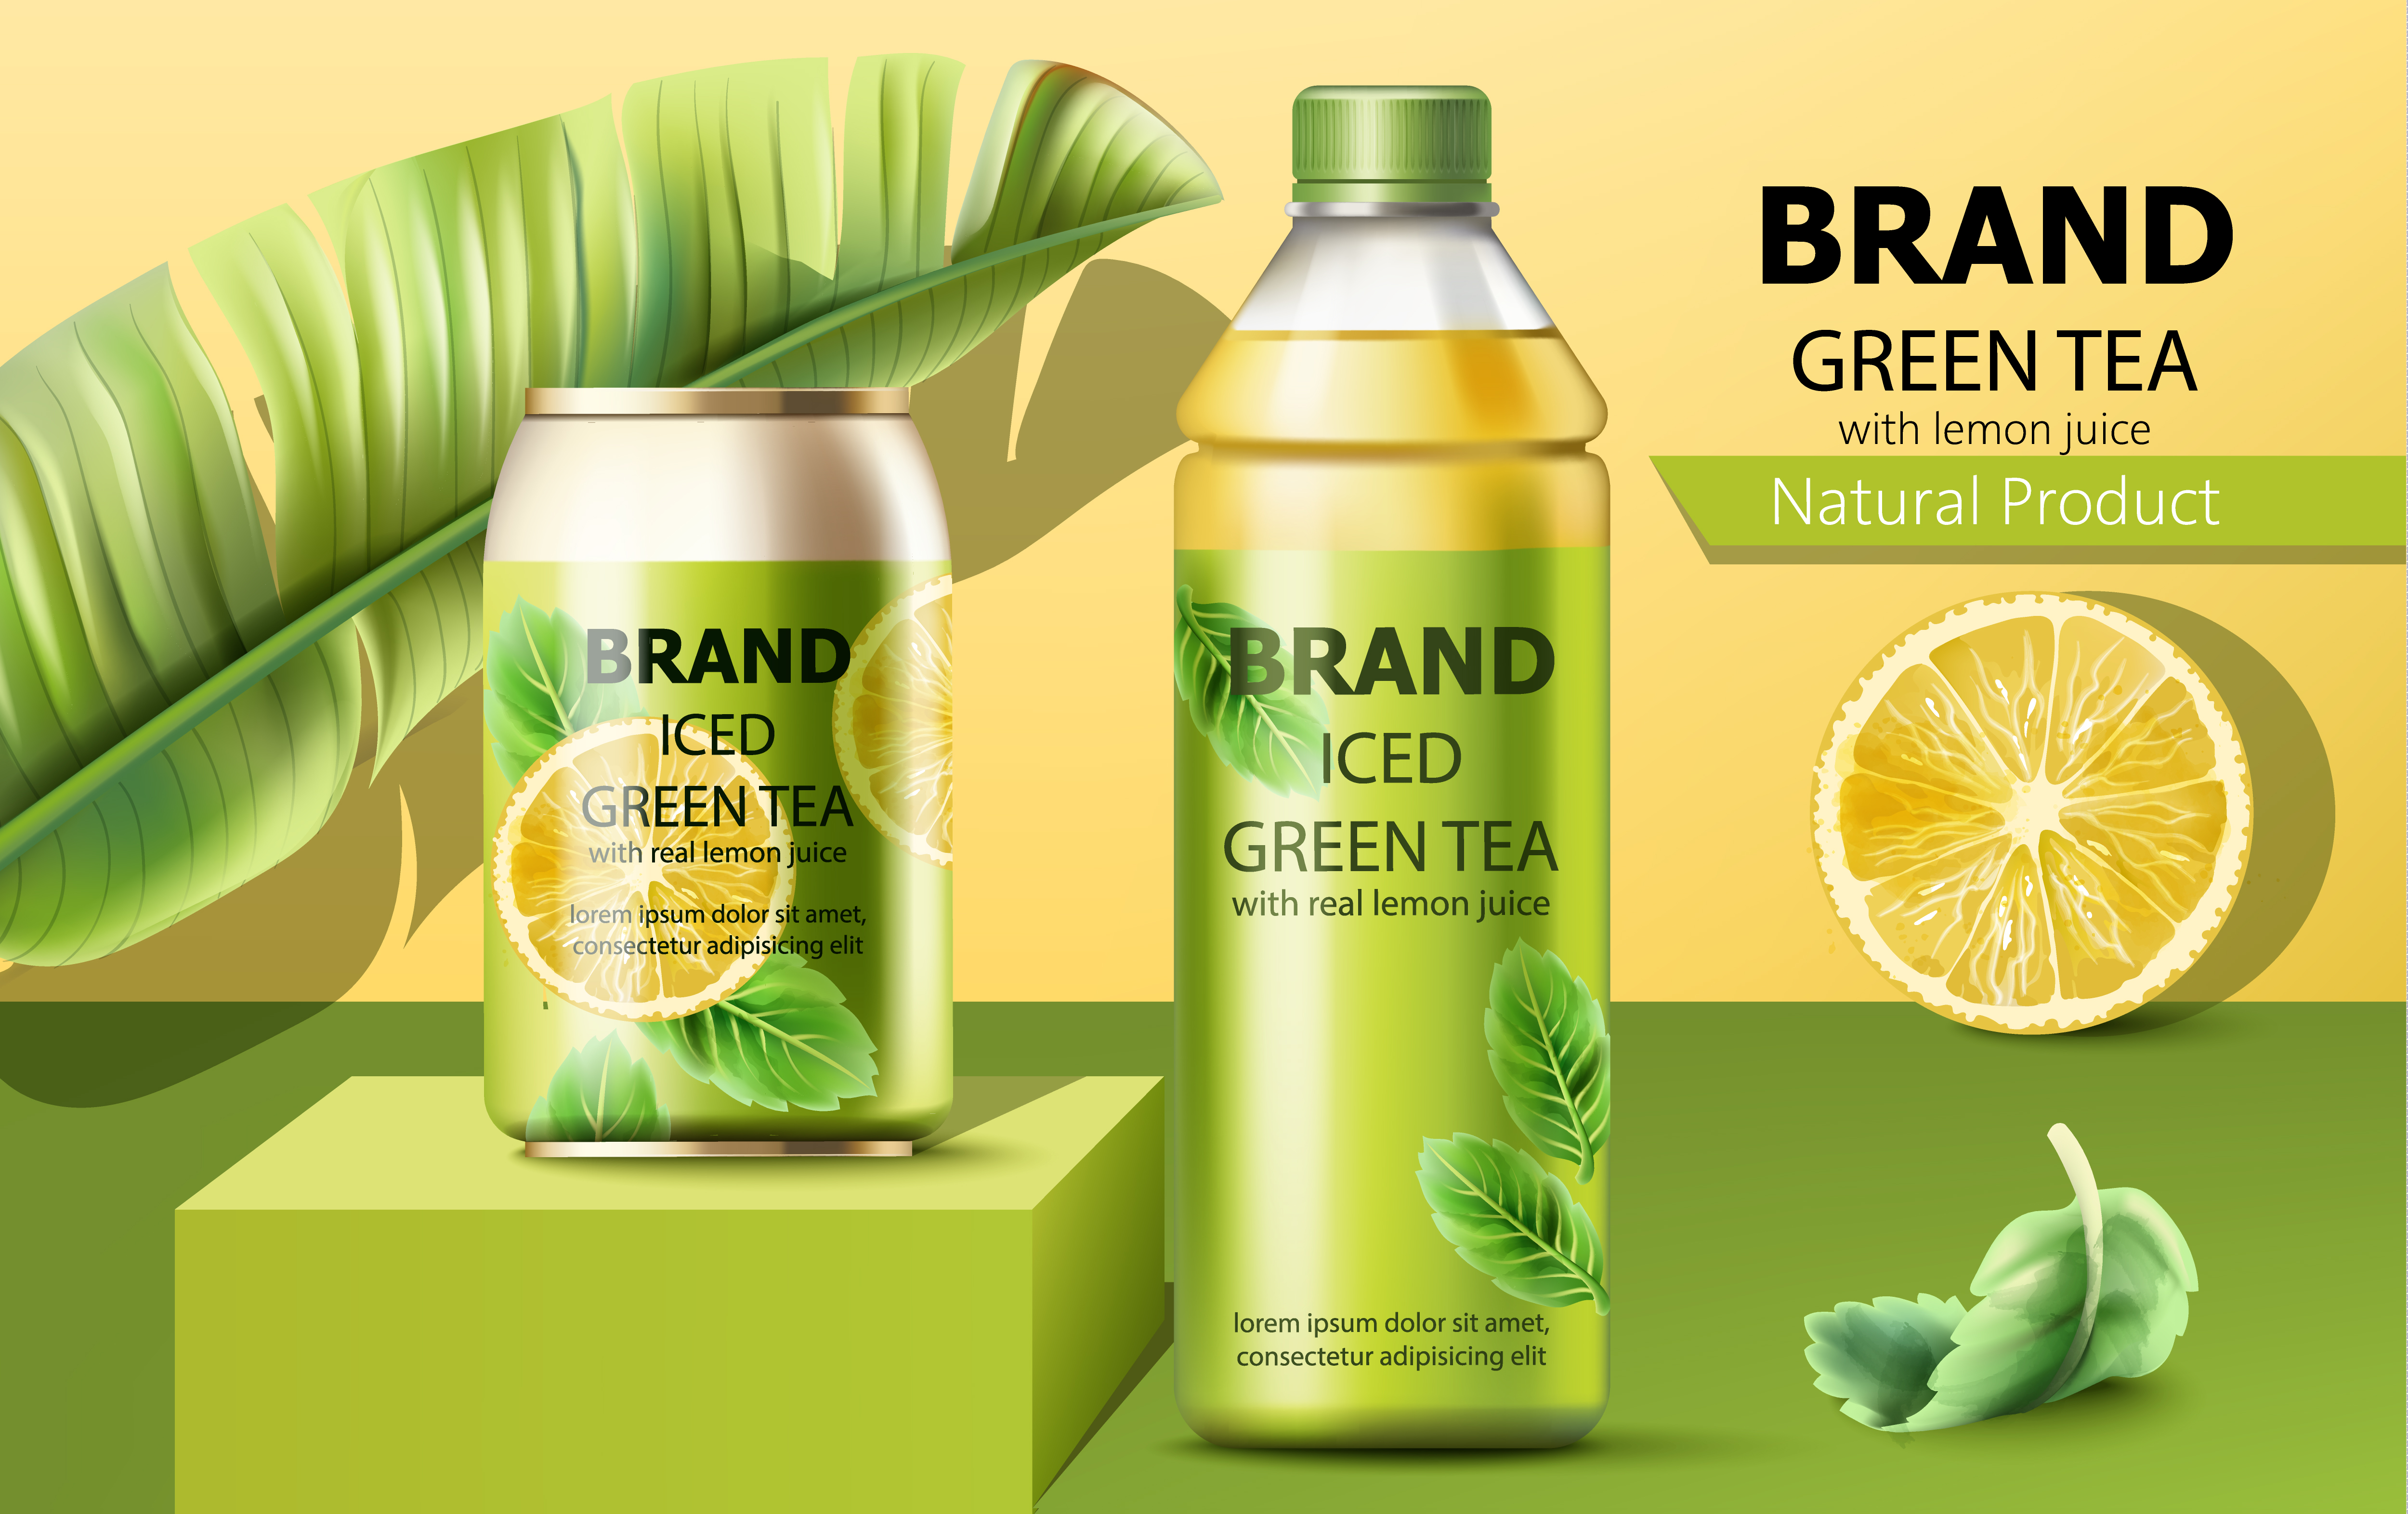 BRAND
ICED
GREEN TEA
with real lemon juice
lorem ipsum dolor sit amet,
consectetur adipisicing elit
BRAND
ICED
GREEN TEA
with real lemon juice
lorem ipsum dolor sit amet,
consectetur adipisicing elit
BRAND
GREEN TEA
with lemon juice
Natural Product